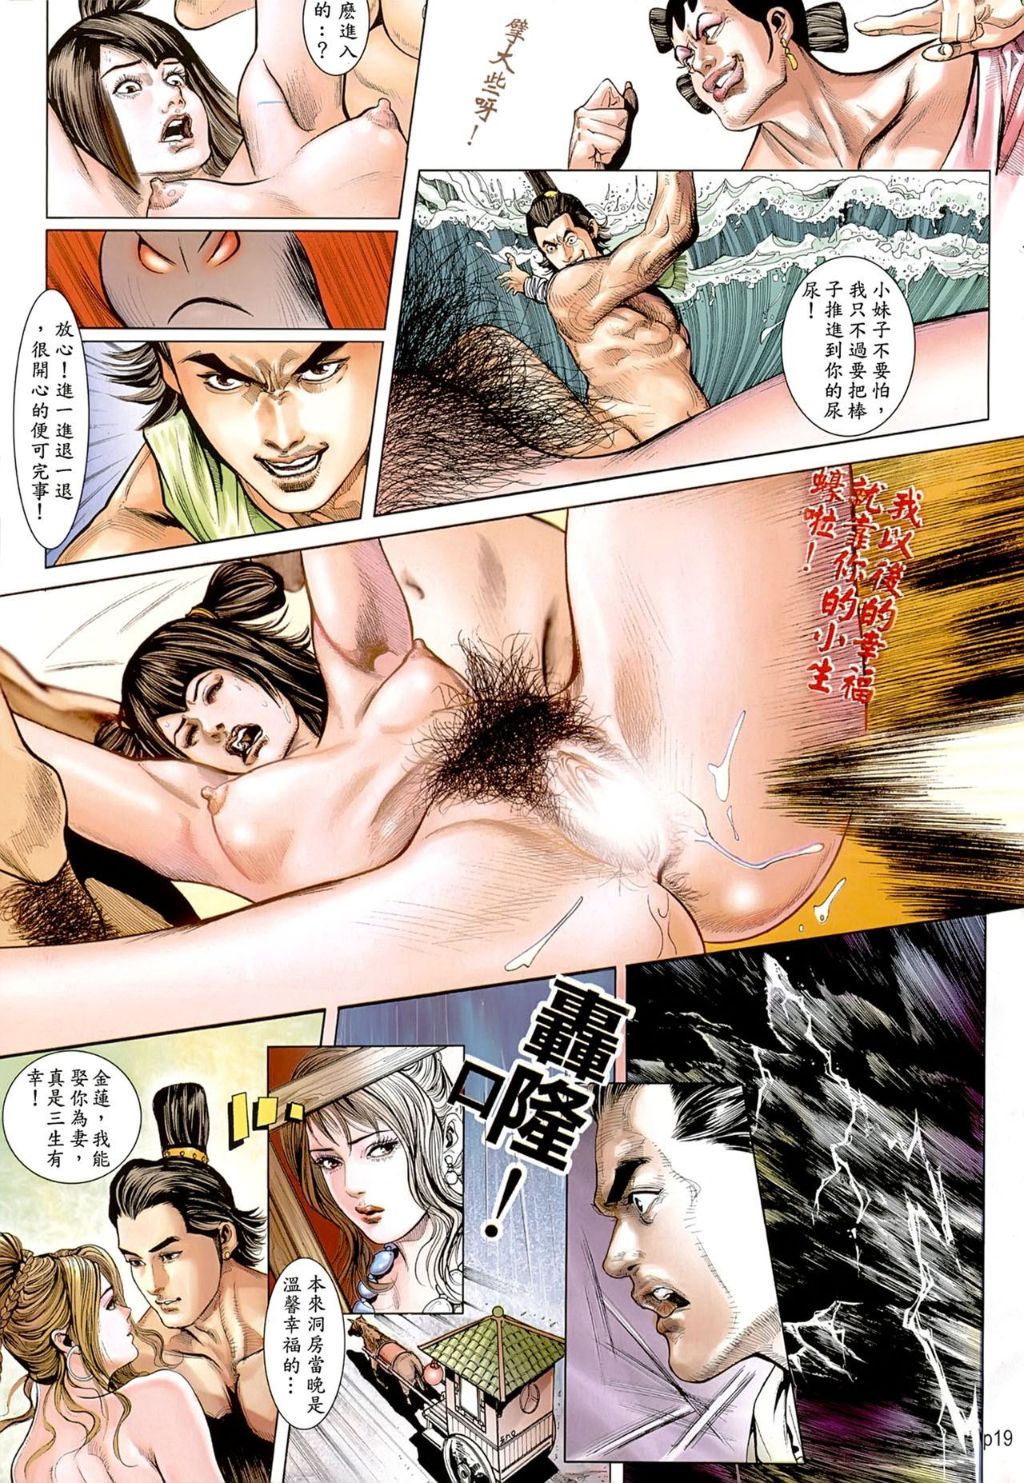 麼進入
的…?
擘大些呀!
小妹子不要怕,
我只不過要把棒
子推進到你的尿
尿!
放心!進一進退一退
,很開心的便可完事!
我以後的幸福
就靠你的小生
啦!
轟隆
口!
本來洞房當晚是
溫馨幸福的…
金蓮,我能
娶你為妻,
真是三生有
幸!
p19